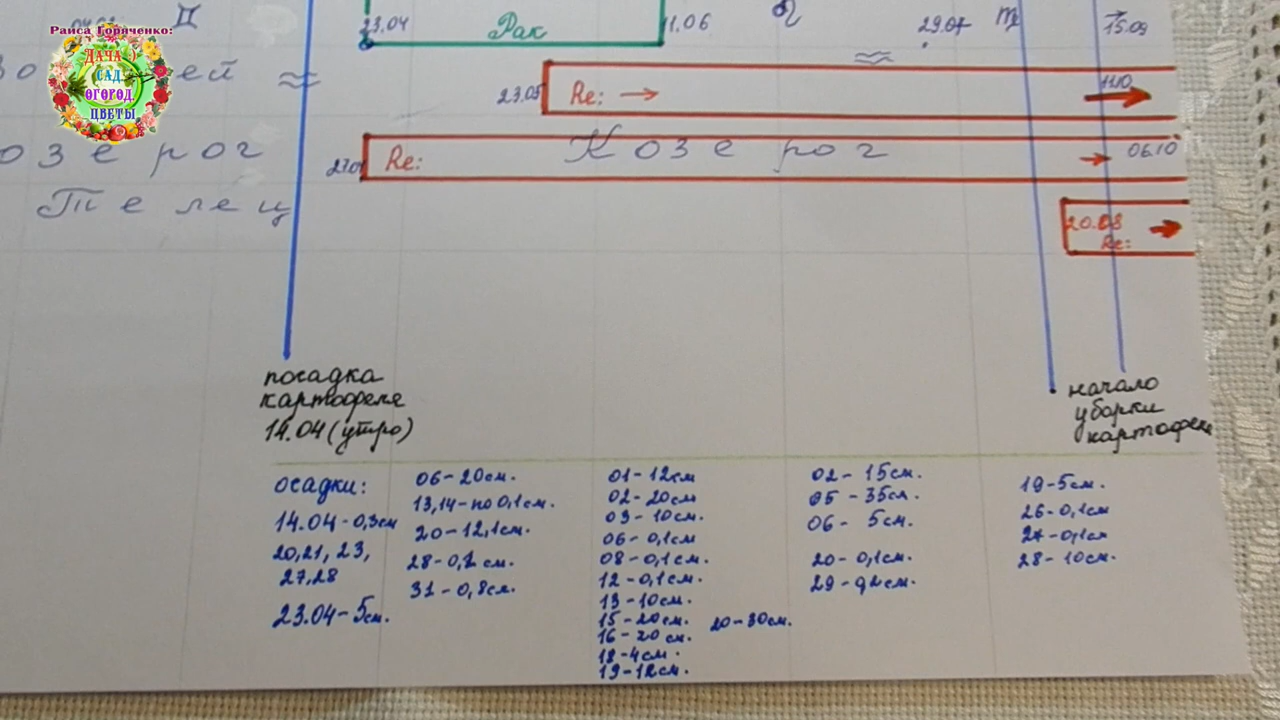 Раиса Горяченко:
Дача :)
САД,
ОГОРОД,
ЦВЕТЫ
23.04 Рак 11.06 ♌ 29.07 ♍ 15.09
♊
ей ≈ ≈
23.05 Re: → 11.10
озерог Re: Козерог 06.10
Телец
20.08
Re:
посадка
картофеля
14.04 (утро)
начало
уборки
картофеля
осадки:
14.04 - 0,3см
20, 21, 23,
27,28
23.04 - 5см.
06 - 20см.
13,14 - по 0,1см.
20 - 12,1см.
28 - 0,1 см.
31 - 0,8см.
01 - 12см
02 - 20см
03 - 10см.
06 - 0,1см
08 - 0,1см.
12 - 0,1см.
13 - 10см.
15 - 20см. 20 - 30см.
16 - 20 см.
18 - 4см.
19 - 12см.
02 - 15см.
05 - 35см.
06 - 5см.
20 - 0,1см.
29 - см.
19 - 5см.
26 - 0,1см
27 - 0,1см
28 - 10см.